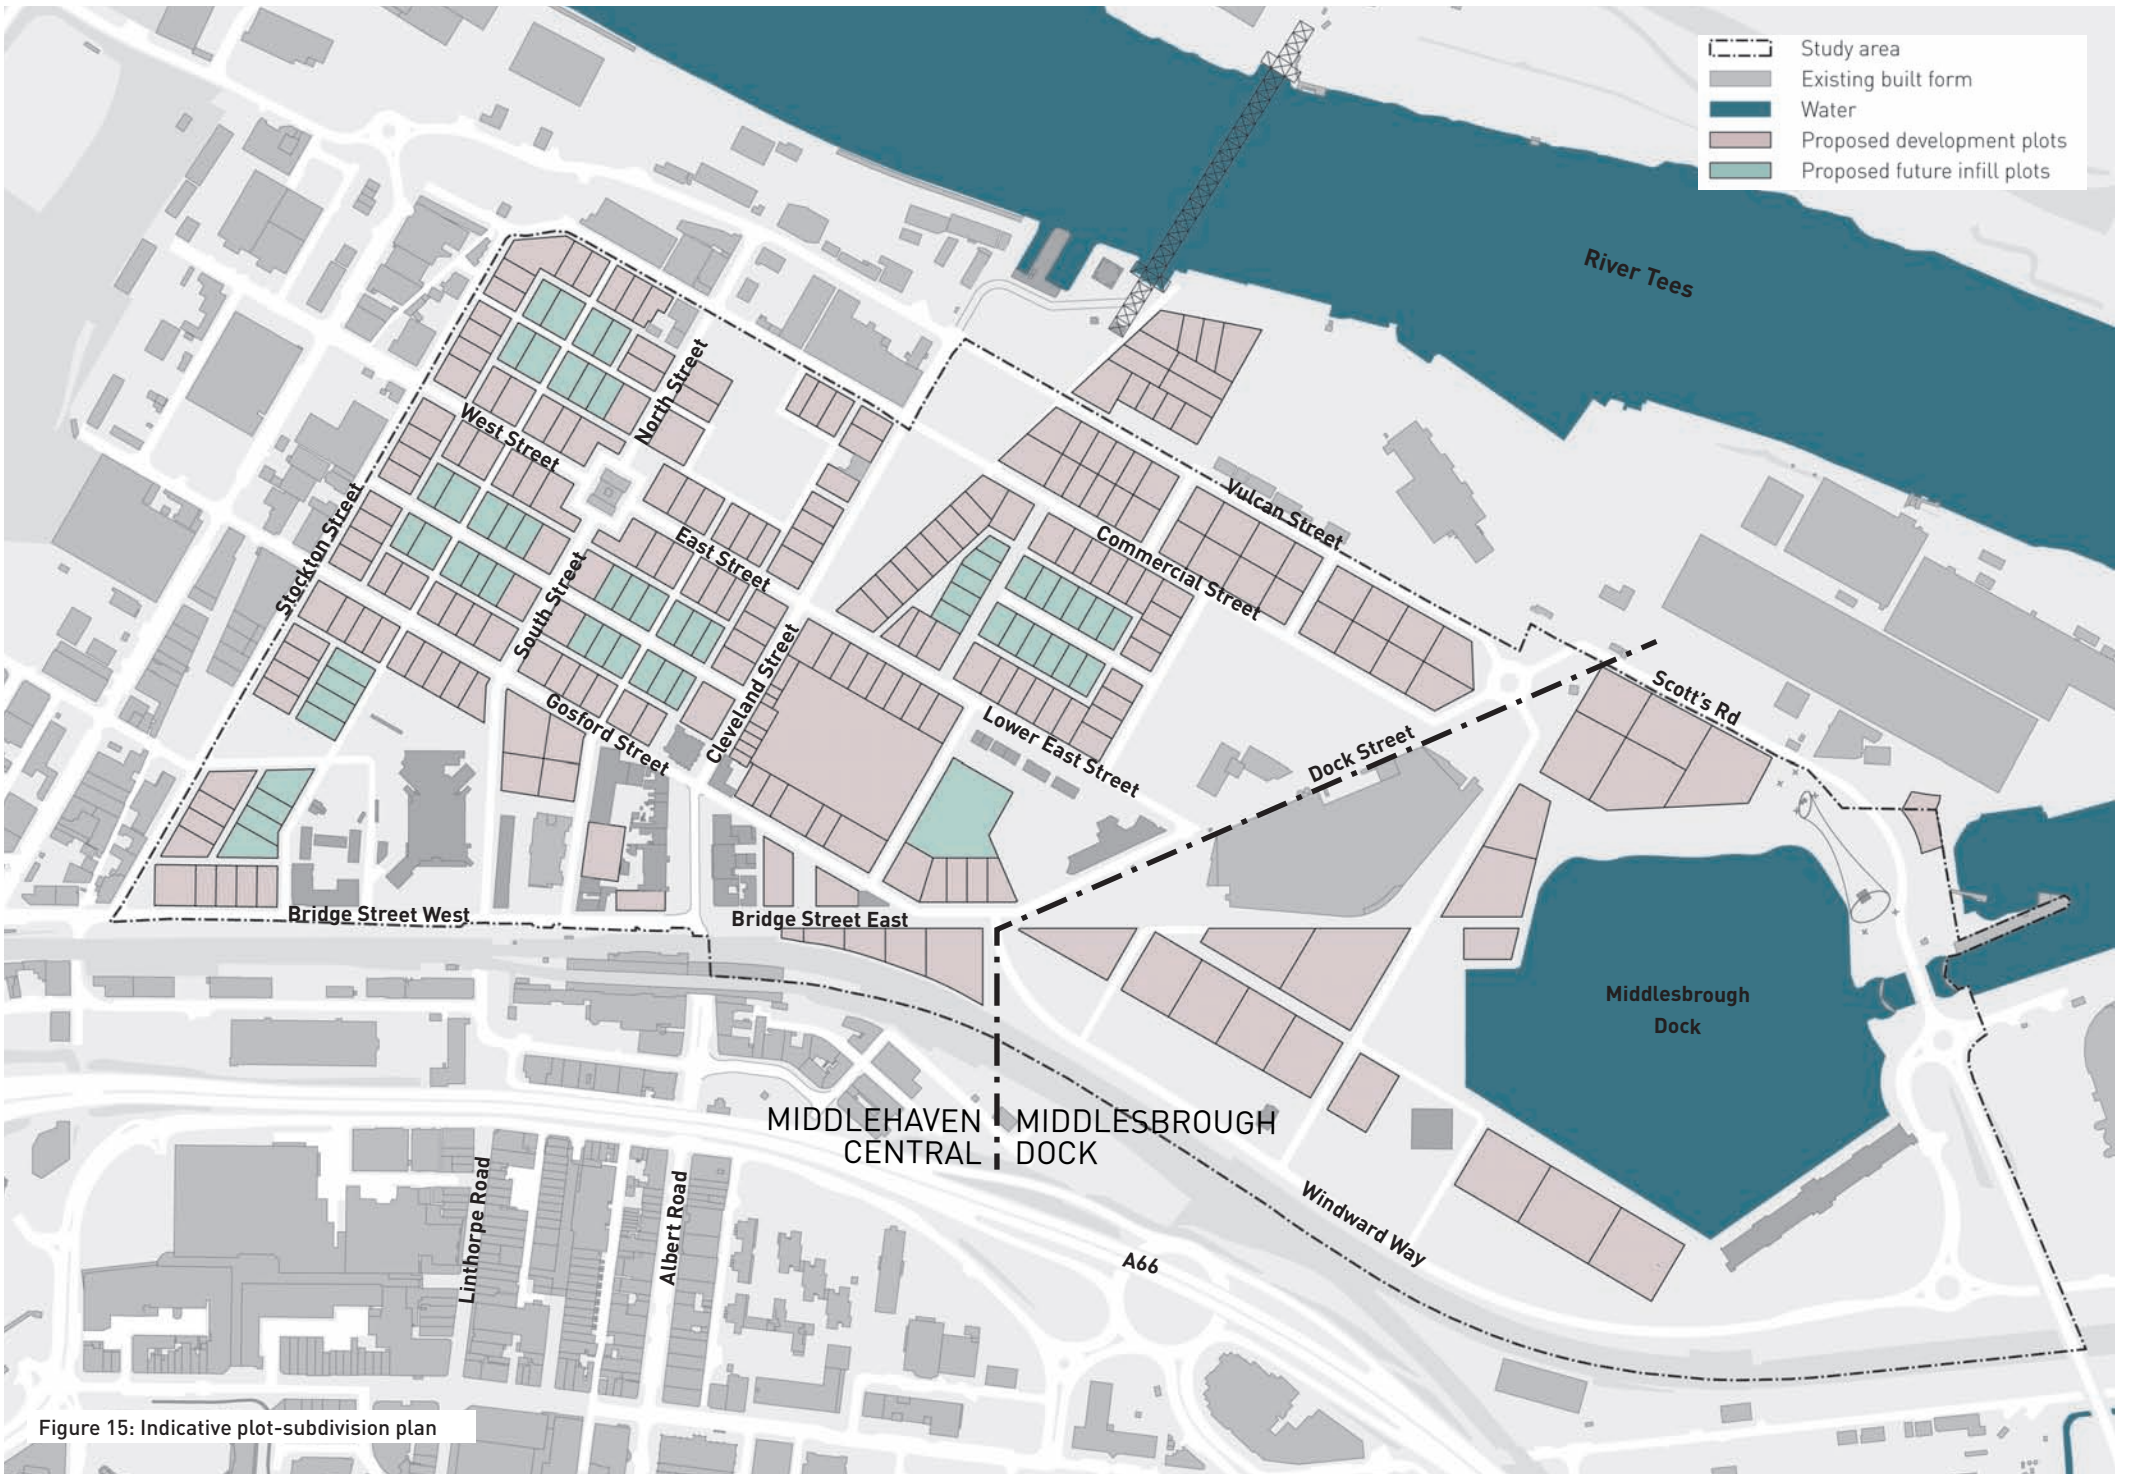 Study area
Existing built form
Water
Proposed development plots
Proposed future infill plots
River Tees
North Street
West Street
Stockton Street
East Street
South Street
Vulcan Street
Commercial Street
Cleveland Street
Gosford Street
Lower East Street
Scott's Rd
Dock Street
Bridge Street West
Bridge Street East
Middlesbrough
Dock
MIDDLEHAVEN
CENTRAL
MIDDLESBROUGH
DOCK
Linthorpe Road
Albert Road
Windward Way
A66
Figure 15: Indicative plot-subdivision plan